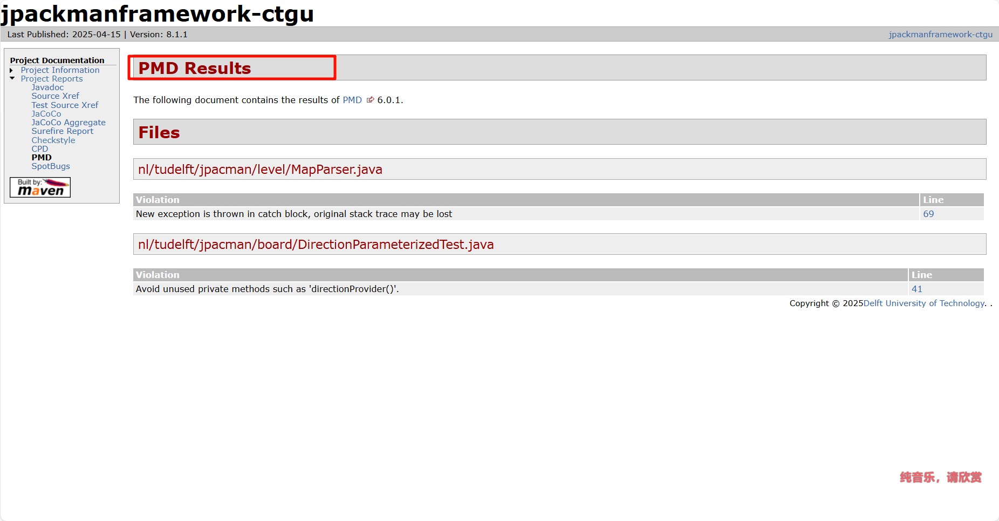 jpackmanframework-ctgu
Last Published: 2025-04-15 | Version: 8.1.1
jpackmanframework-ctgu
Project Documentation
Project Information
Project Reports
Javadoc
Source Xref
Test Source Xref
JaCoCo
JaCoCo Aggregate
Surefire Report
Checkstyle
CPD
PMD
SpotBugs
Built by:
maven
PMD Results
The following document contains the results of PMD 6.0.1.
Files
nl/tudelft/jpacman/level/MapParser.java
Violation Line
New exception is thrown in catch block, original stack trace may be lost 69
nl/tudelft/jpacman/board/DirectionParameterizedTest.java
Violation Line
Avoid unused private methods such as 'directionProvider()'. 41
Copyright © 2025Delft University of Technology. .
纯音乐，请欣赏